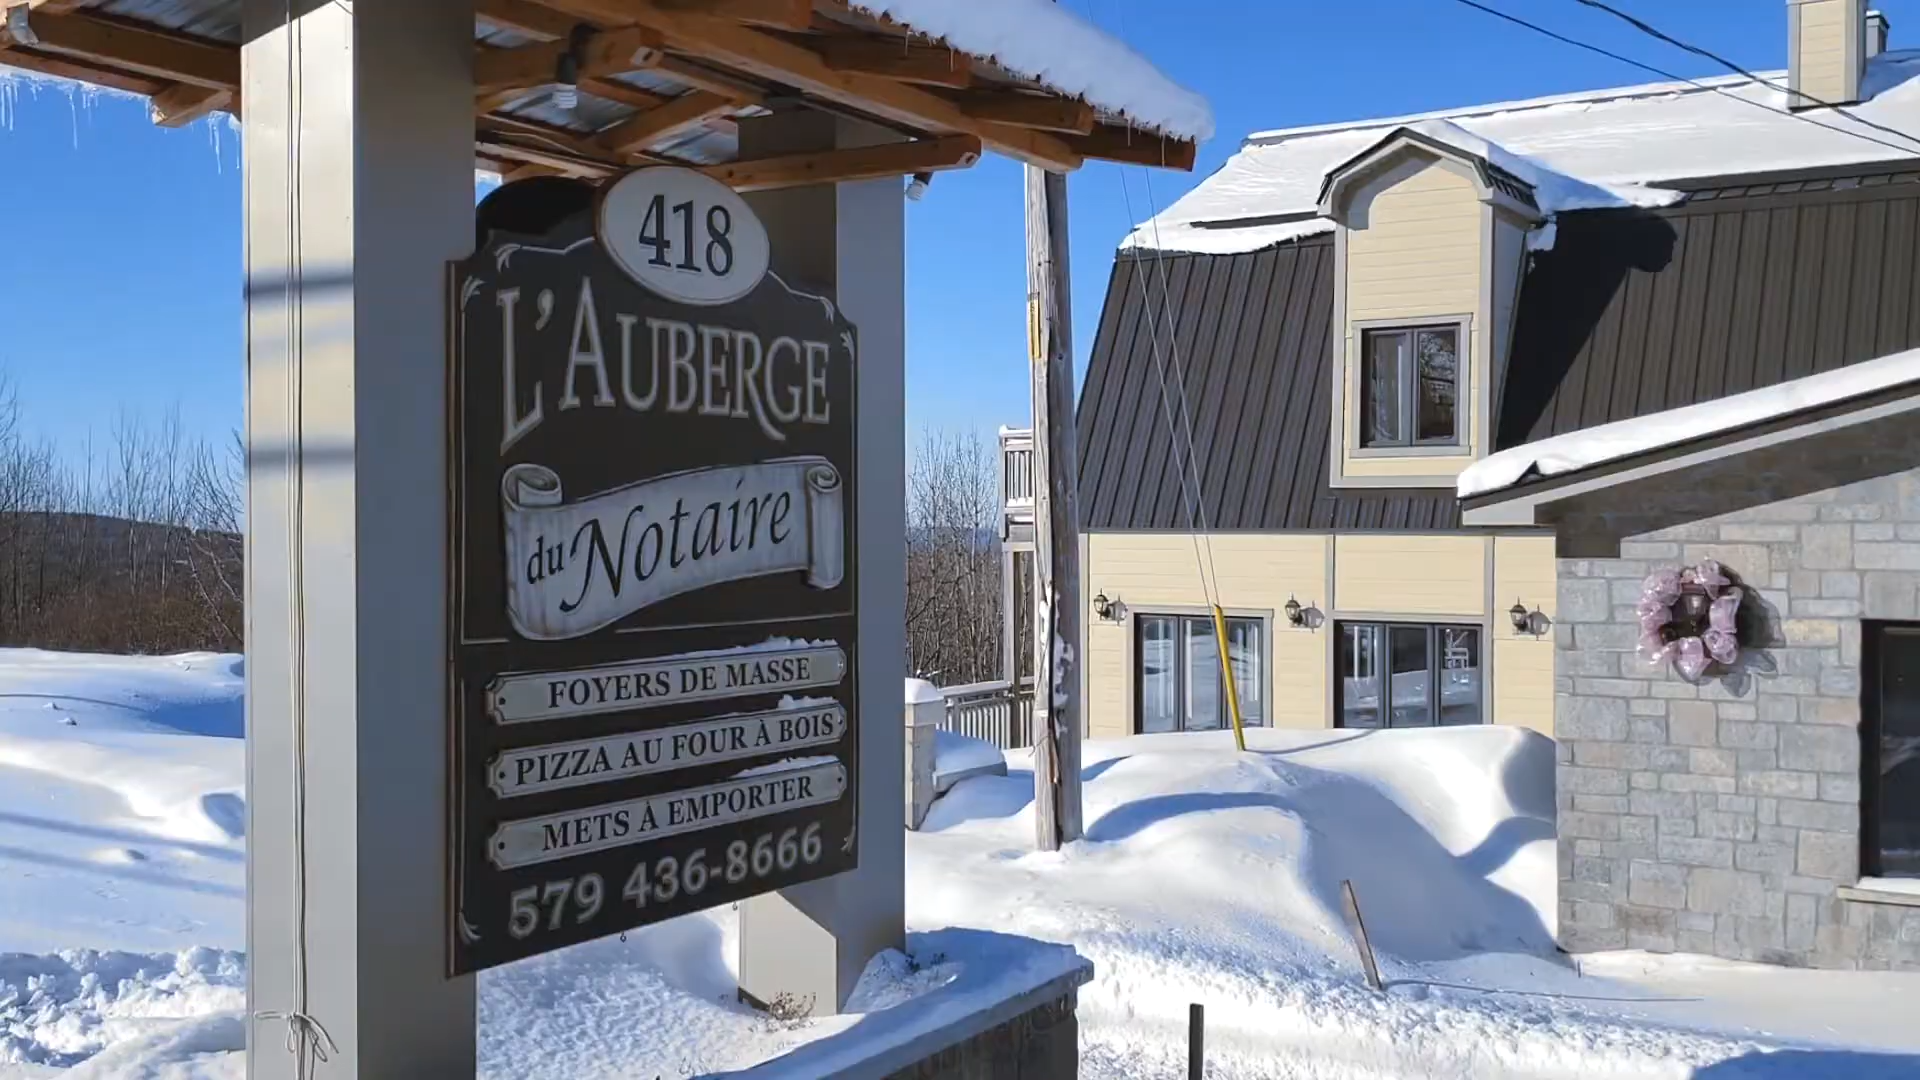 418
L'AUBERGE
du Notaire
FOYERS DE MASSE
PIZZA AU FOUR À BOIS
METS À EMPORTER
579 436-8666